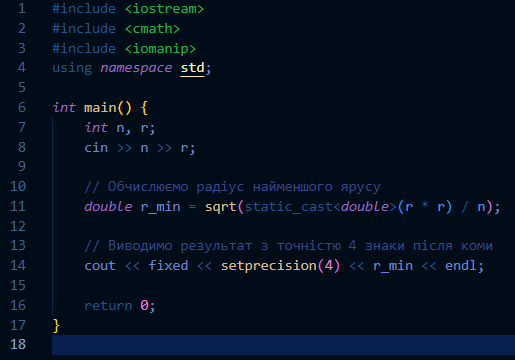 1 #include <iostream>
2 #include <cmath>
3 #include <iomanip>
4 using namespace std;
5
6 int main() {
7     int n, r;
8     cin >> n >> r;
9
10     // Обчислюємо радіус найменшого ярусу
11     double r_min = sqrt(static_cast<double>(r * r) / n);
12
13     // Виводимо результат з точністю 4 знаки після коми
14     cout << fixed << setprecision(4) << r_min << endl;
15
16     return 0;
17 }
18